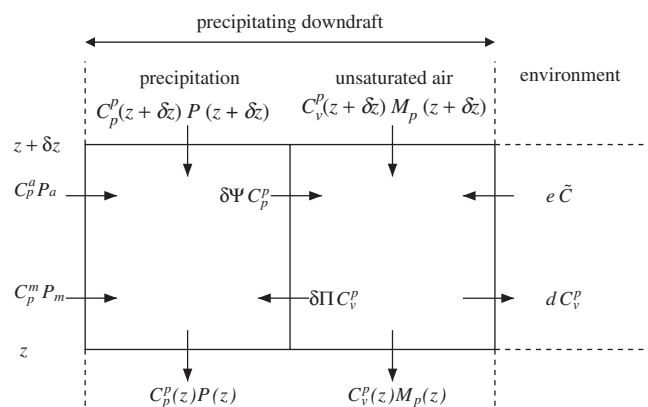 precipitating downdraft
precipitation unsaturated air environment
C_p^p(z + δz) P (z + δz) C_v^p(z + δz) M_p (z + δz)
z + δz
C_p^a P_a δΨ C_p^p e C̃
C_p^m P_m δΠ C_v^p d C_v^p
z
C_p^p(z)P(z) C_v^p(z)M_p(z)